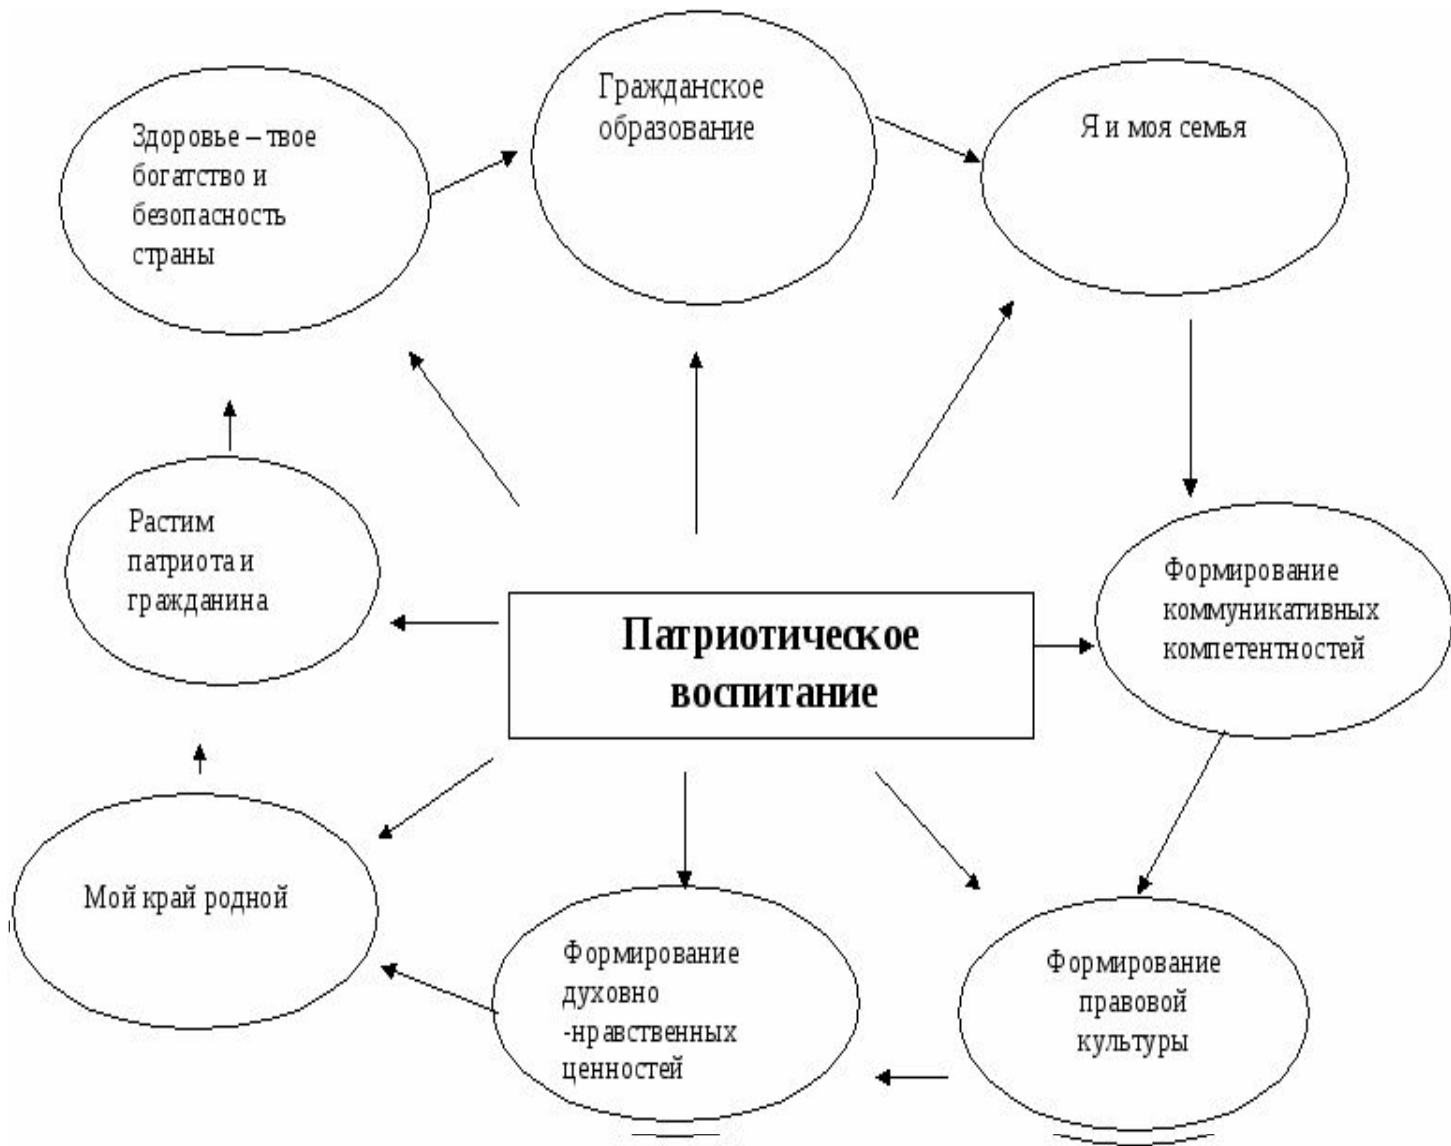 Гражданское
образование
Я и моя семья
Здоровье – твое
богатство и
безопасность
страны
Растим
патриота и
гражданина
Формирование
коммуникативных
компетентностей
Патриотическое
воспитание
Мой край родной
Формирование
духовно
-нравственных
ценностей
Формирование
правовой
культуры